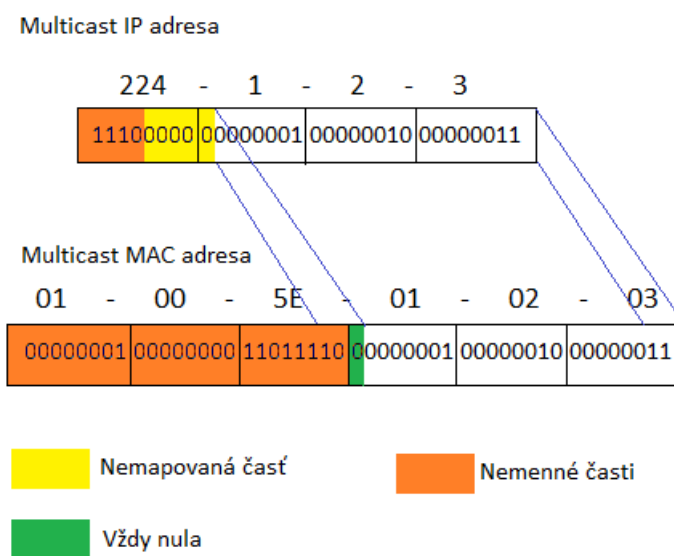 Multicast IP adresa
224 - 1 - 2 - 3
11100000 00000001 00000010 00000011
Multicast MAC adresa
01 - 00 - 5E - 01 - 02 - 03
00000001 00000000 11011110 00000001 00000010 00000011
Nemapovaná časť
Nemenné časti
Vždy nula